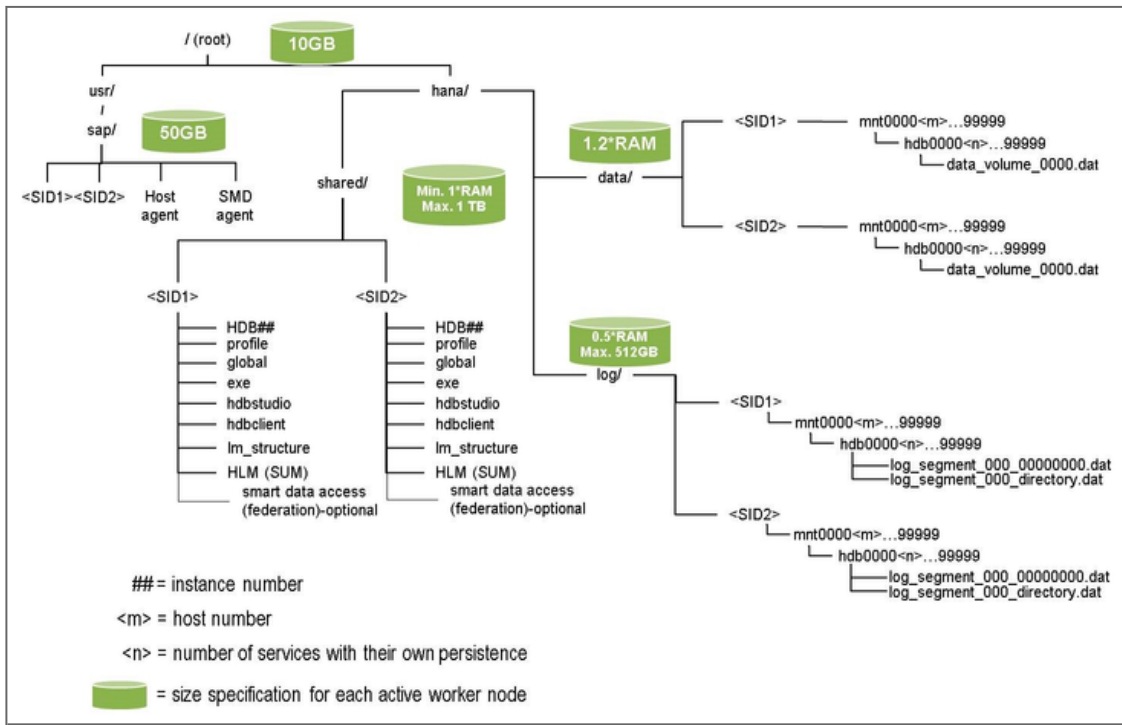 / (root)
10GB
usr/
/
sap/
50GB
<SID1><SID2>
Host
agent
SMD
agent
hana/
shared/
Min. 1*RAM
Max. 1 TB
<SID1>
HDB##
profile
global
exe
hdbstudio
hdbclient
lm_structure
HLM (SUM)
smart data access
(federation)-optional
<SID2>
HDB##
profile
global
exe
hdbstudio
hdbclient
lm_structure
HLM (SUM)
smart data access
(federation)-optional
1.2*RAM
data/
<SID1>
mnt0000<m>...99999
hdb0000<n>...99999
data_volume_0000.dat
<SID2>
mnt0000<m>...99999
hdb0000<n>...99999
data_volume_0000.dat
0.5*RAM
Max. 512GB
log/
<SID1>
mnt0000<m>...99999
hdb0000<n>...99999
log_segment_000_00000000.dat
log_segment_000_directory.dat
<SID2>
mnt0000<m>...99999
hdb0000<n>...99999
log_segment_000_00000000.dat
log_segment_000_directory.dat
## = instance number
<m> = host number
<n> = number of services with their own persistence
= size specification for each active worker node